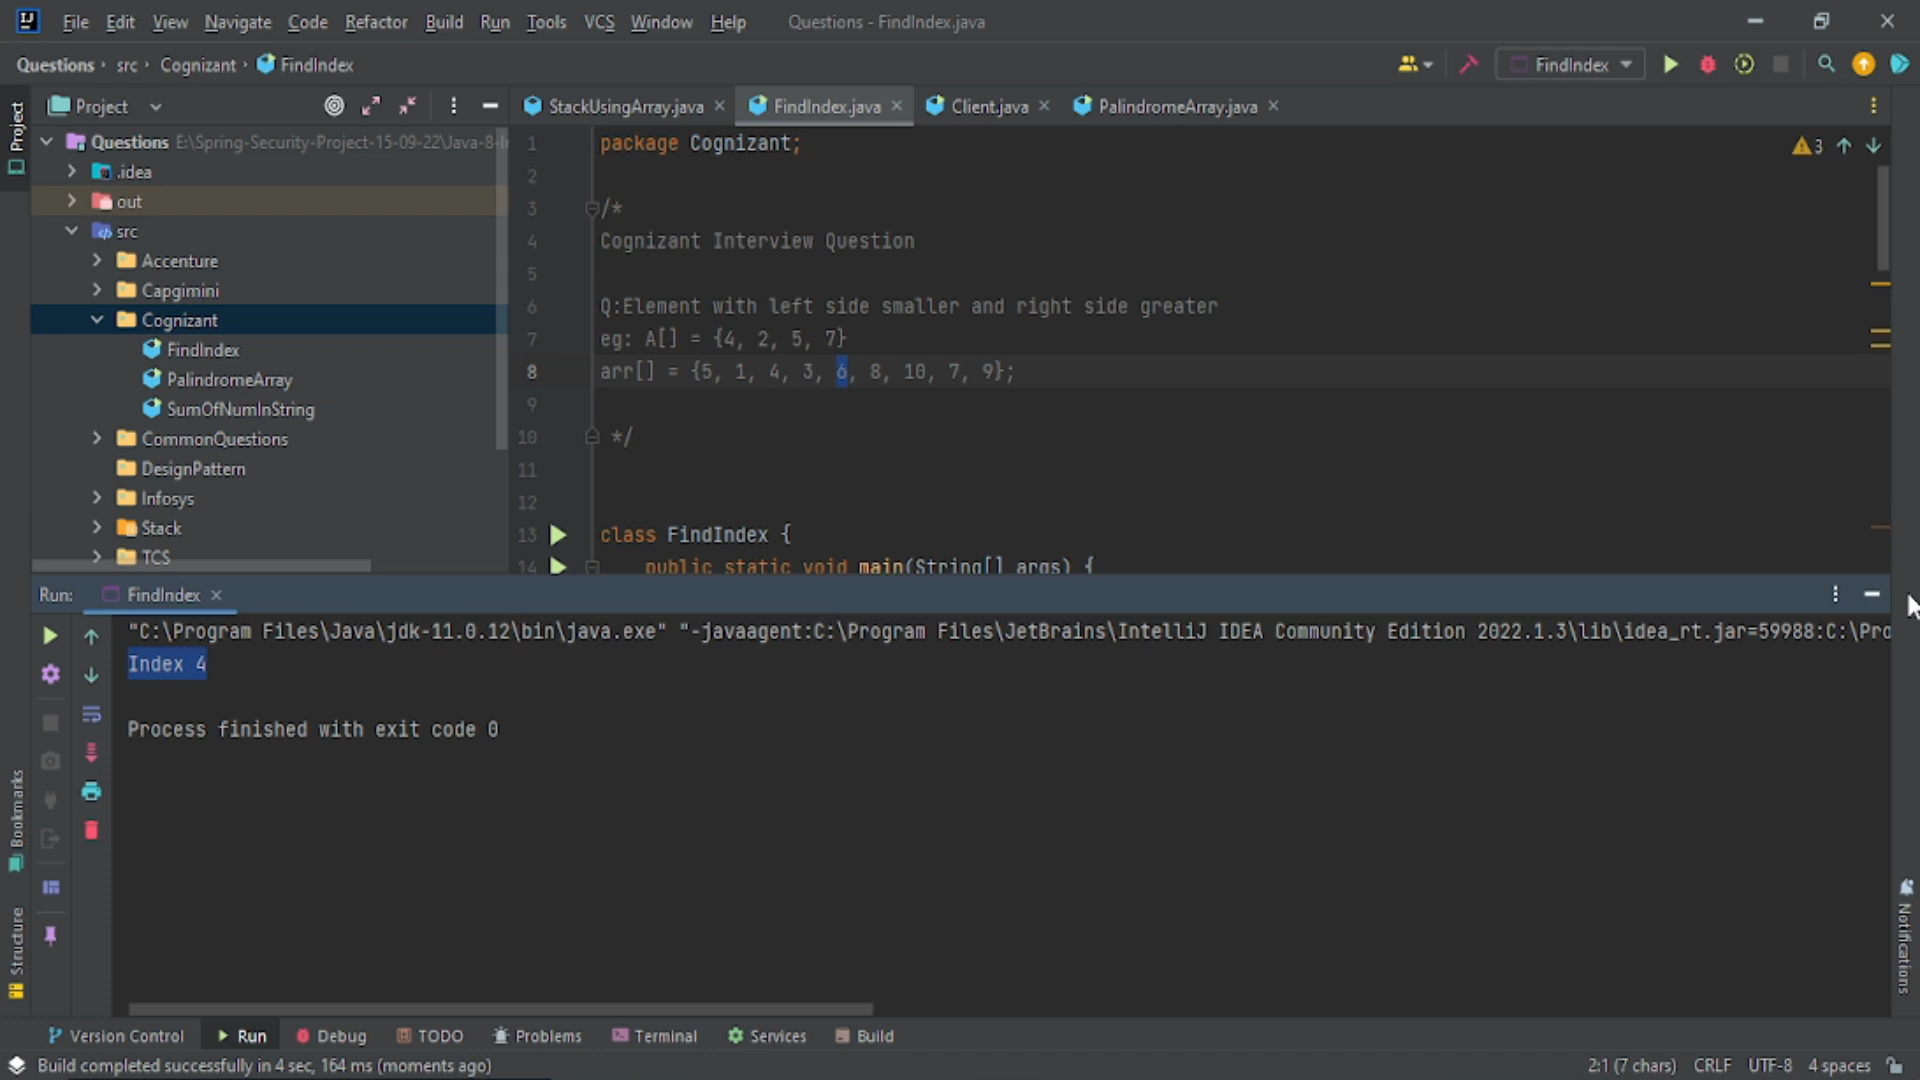 File Edit View Navigate Code Refactor Build Run Tools VCS Window Help Questions - FindIndex.java
Questions src Cognizant FindIndex FindIndex
Project
Project
StackUsingArray.java FindIndex.java Client.java PalindromeArray.java
Questions E:\Spring-Security-Project-15-09-22\Java-8-
.idea
out
src
Accenture
Capgimini
Cognizant
FindIndex
PalindromeArray
SumOfNumInString
CommonQuestions
DesignPattern
Infosys
Stack
TCS
1 package Cognizant;
3
2
3 /*
4 Cognizant Interview Question
5
6 Q:Element with left side smaller and right side greater
7 eg: A[] = {4, 2, 5, 7}
8 arr[] = {5, 1, 4, 3, 6, 8, 10, 7, 9};
9
10 */
11
12
13 class FindIndex {
14 public static void main(String[] args) {
Run: FindIndex
"C:\Program Files\Java\jdk-11.0.12\bin\java.exe" "-javaagent:C:\Program Files\JetBrains\IntelliJ IDEA Community Edition 2022.1.3\lib\idea_rt.jar=59988:C:\Pro
Index 4
Process finished with exit code 0
Bookmarks
Structure
Notifications
Version Control Run Debug TODO Problems Terminal Services Build
Build completed successfully in 4 sec, 164 ms (moments ago) 2:1 (7 chars) CRLF UTF-8 4 spaces